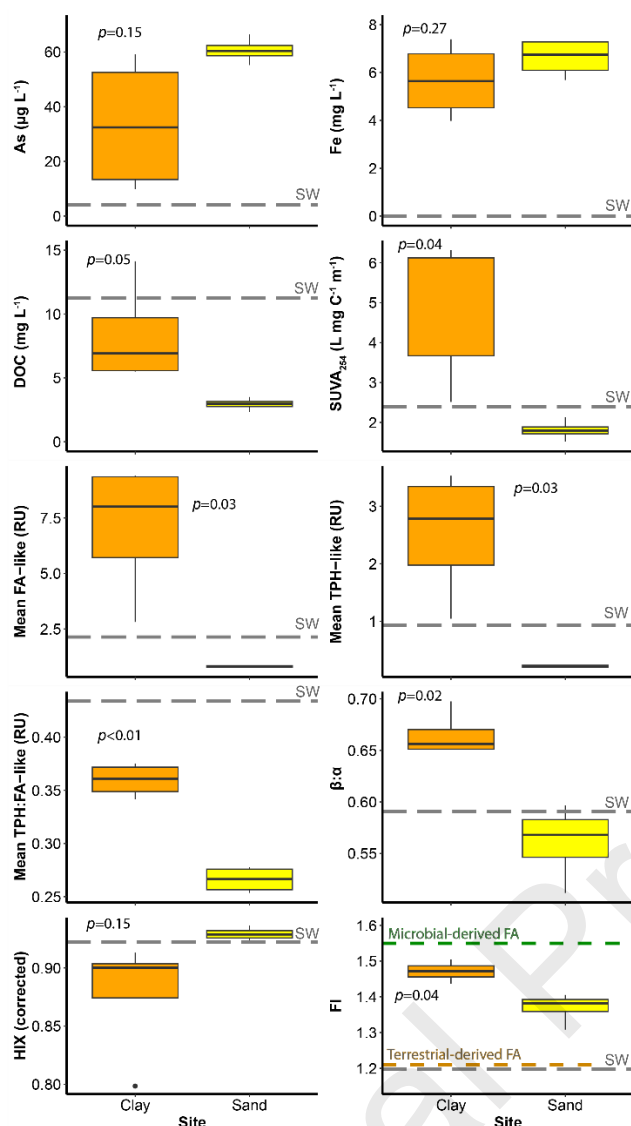 As (µg L⁻¹)
60
40
20
0
p=0.15
SW
Fe (mg L⁻¹)
8
6
4
2
0
p=0.27
SW
DOC (mg L⁻¹)
15
10
5
0
p=0.05
SW
SUVA₂₅₄ (L mg C⁻¹ m⁻¹)
6
5
4
3
2
p=0.04
SW
Mean FA−like (RU)
7.5
5.0
2.5
p=0.03
SW
Mean TPH−like (RU)
3
2
1
p=0.03
SW
Mean TPH:FA−like (RU)
0.40
0.35
0.30
0.25
p<0.01
SW
β:α
0.70
0.65
0.60
0.55
p=0.02
SW
HIX (corrected)
0.90
0.85
0.80
p=0.15
SW
Clay
Sand
Site
FI
1.6
1.5
1.4
1.3
1.2
Microbial-derived FA
p=0.04
Terrestrial-derived FA
SW
Clay
Sand
Site